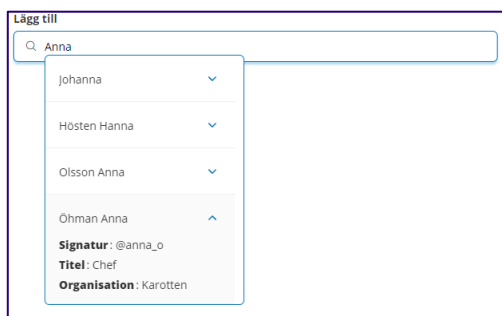 Lägg till
Anna
Johanna
Hösten Hanna
Olsson Anna
Öhman Anna
Signatur: @anna_o
Titel: Chef
Organisation: Karotten